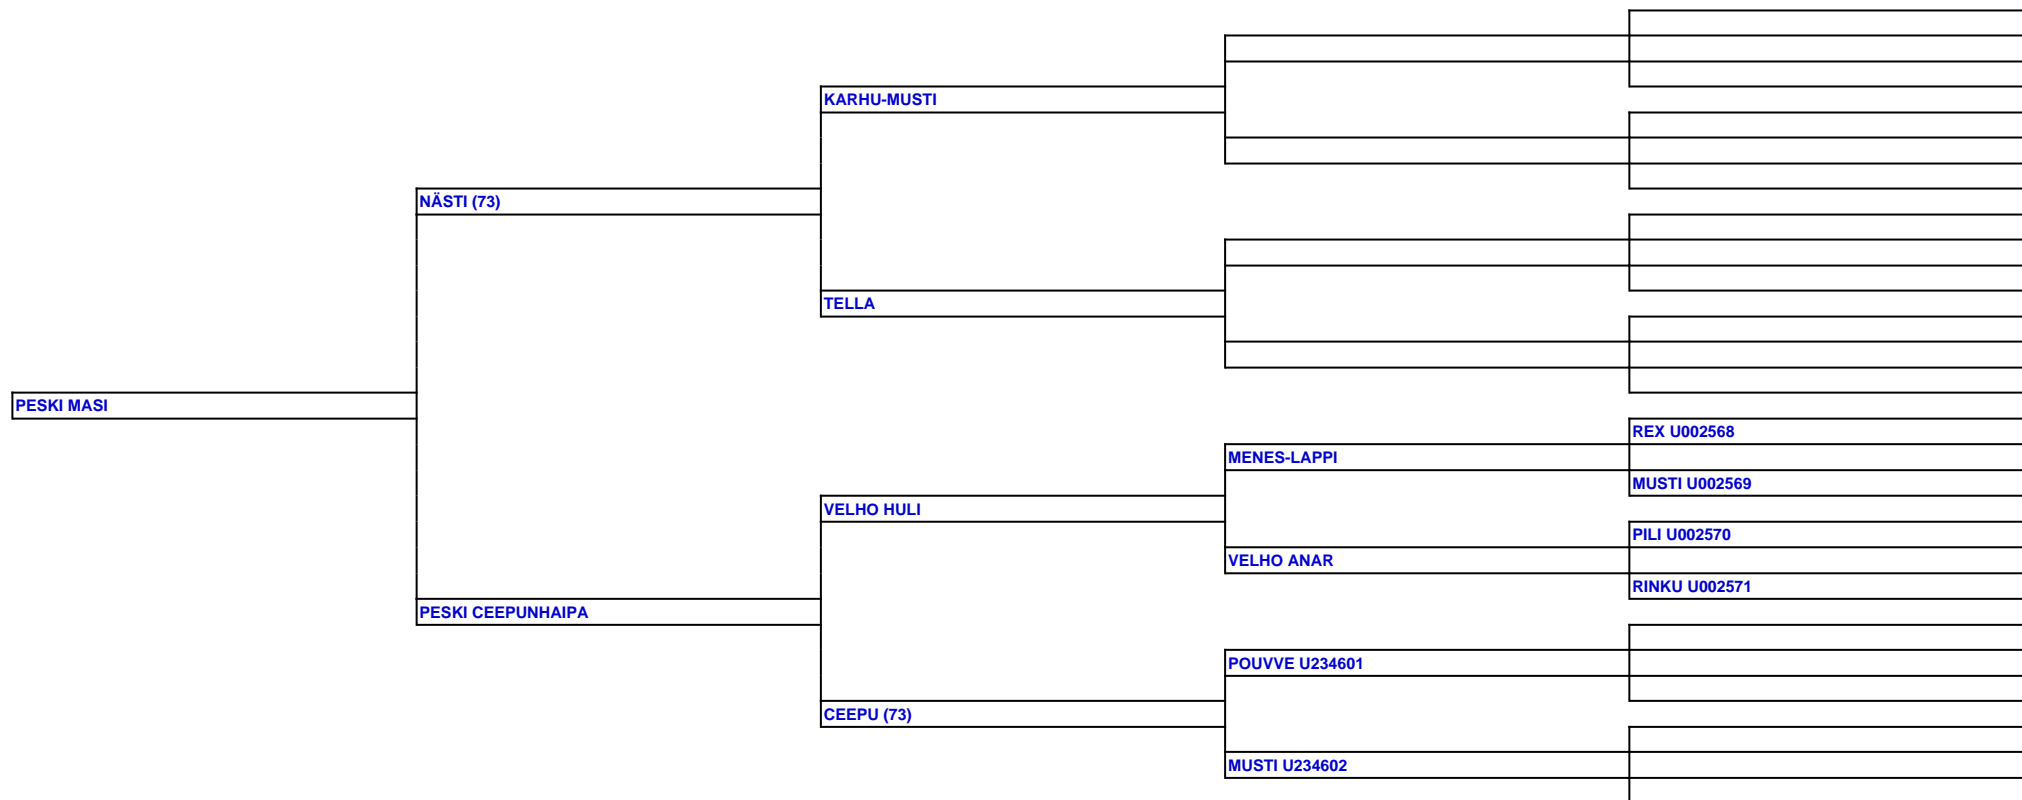 KARHU-MUSTI
NÄSTI (73)
TELLA
PESKI MASI
REX U002568
MENES-LAPPI
MUSTI U002569
VELHO HULI
PILI U002570
VELHO ANAR
RINKU U002571
PESKI CEEPUNHAIPA
POUVVE U234601
CEEPU (73)
MUSTI U234602